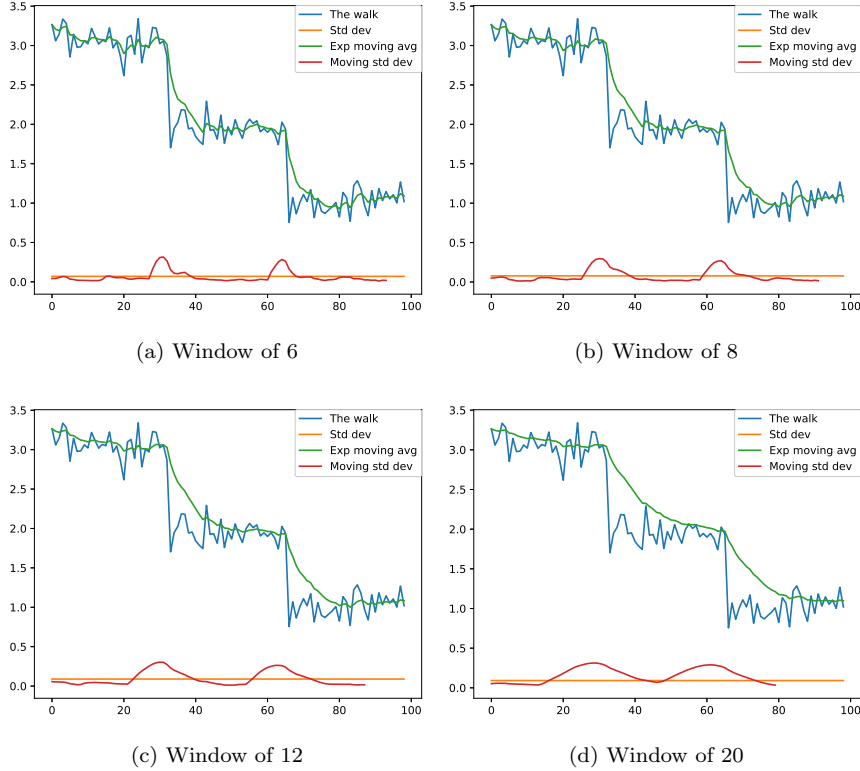 3.5
3.0
2.5
2.0
1.5
1.0
0.5
0.0
0 20 40 60 80 100
The walk
Std dev
Exp moving avg
Moving std dev
(a) Window of 6
3.5
3.0
2.5
2.0
1.5
1.0
0.5
0.0
0 20 40 60 80 100
The walk
Std dev
Exp moving avg
Moving std dev
(b) Window of 8
3.5
3.0
2.5
2.0
1.5
1.0
0.5
0.0
0 20 40 60 80 100
The walk
Std dev
Exp moving avg
Moving std dev
(c) Window of 12
3.5
3.0
2.5
2.0
1.5
1.0
0.5
0.0
0 20 40 60 80 100
The walk
Std dev
Exp moving avg
Moving std dev
(d) Window of 20